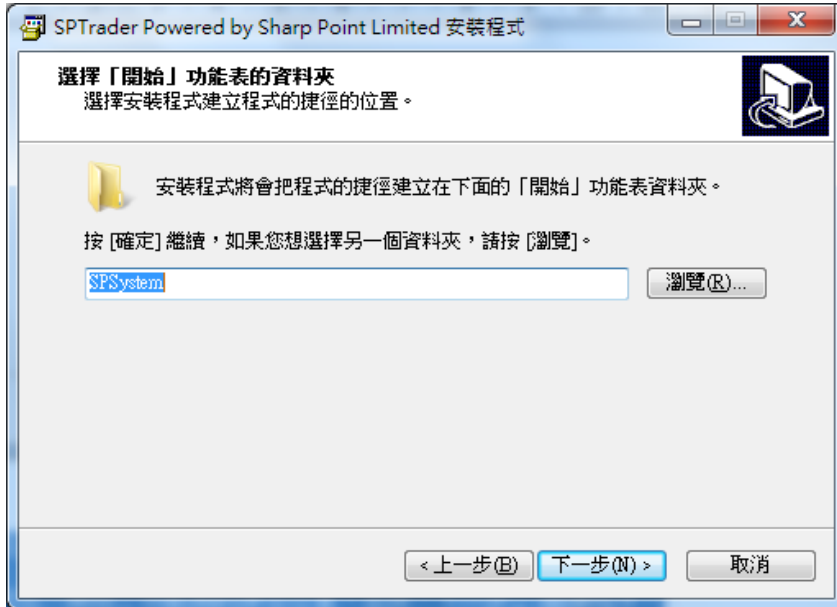 SPTrader Powered by Sharp Point Limited 安裝程式
選擇「開始」功能表的資料夾
選擇安裝程式建立程式的捷徑的位置。
安裝程式將會把程式的捷徑建立在下面的「開始」功能表資料夾。
按 [確定] 繼續，如果您想選擇另一個資料夾，請按 [瀏覽]。
SPSystem
瀏覽(R)...
<上一步(B) 下一步(N)> 取消